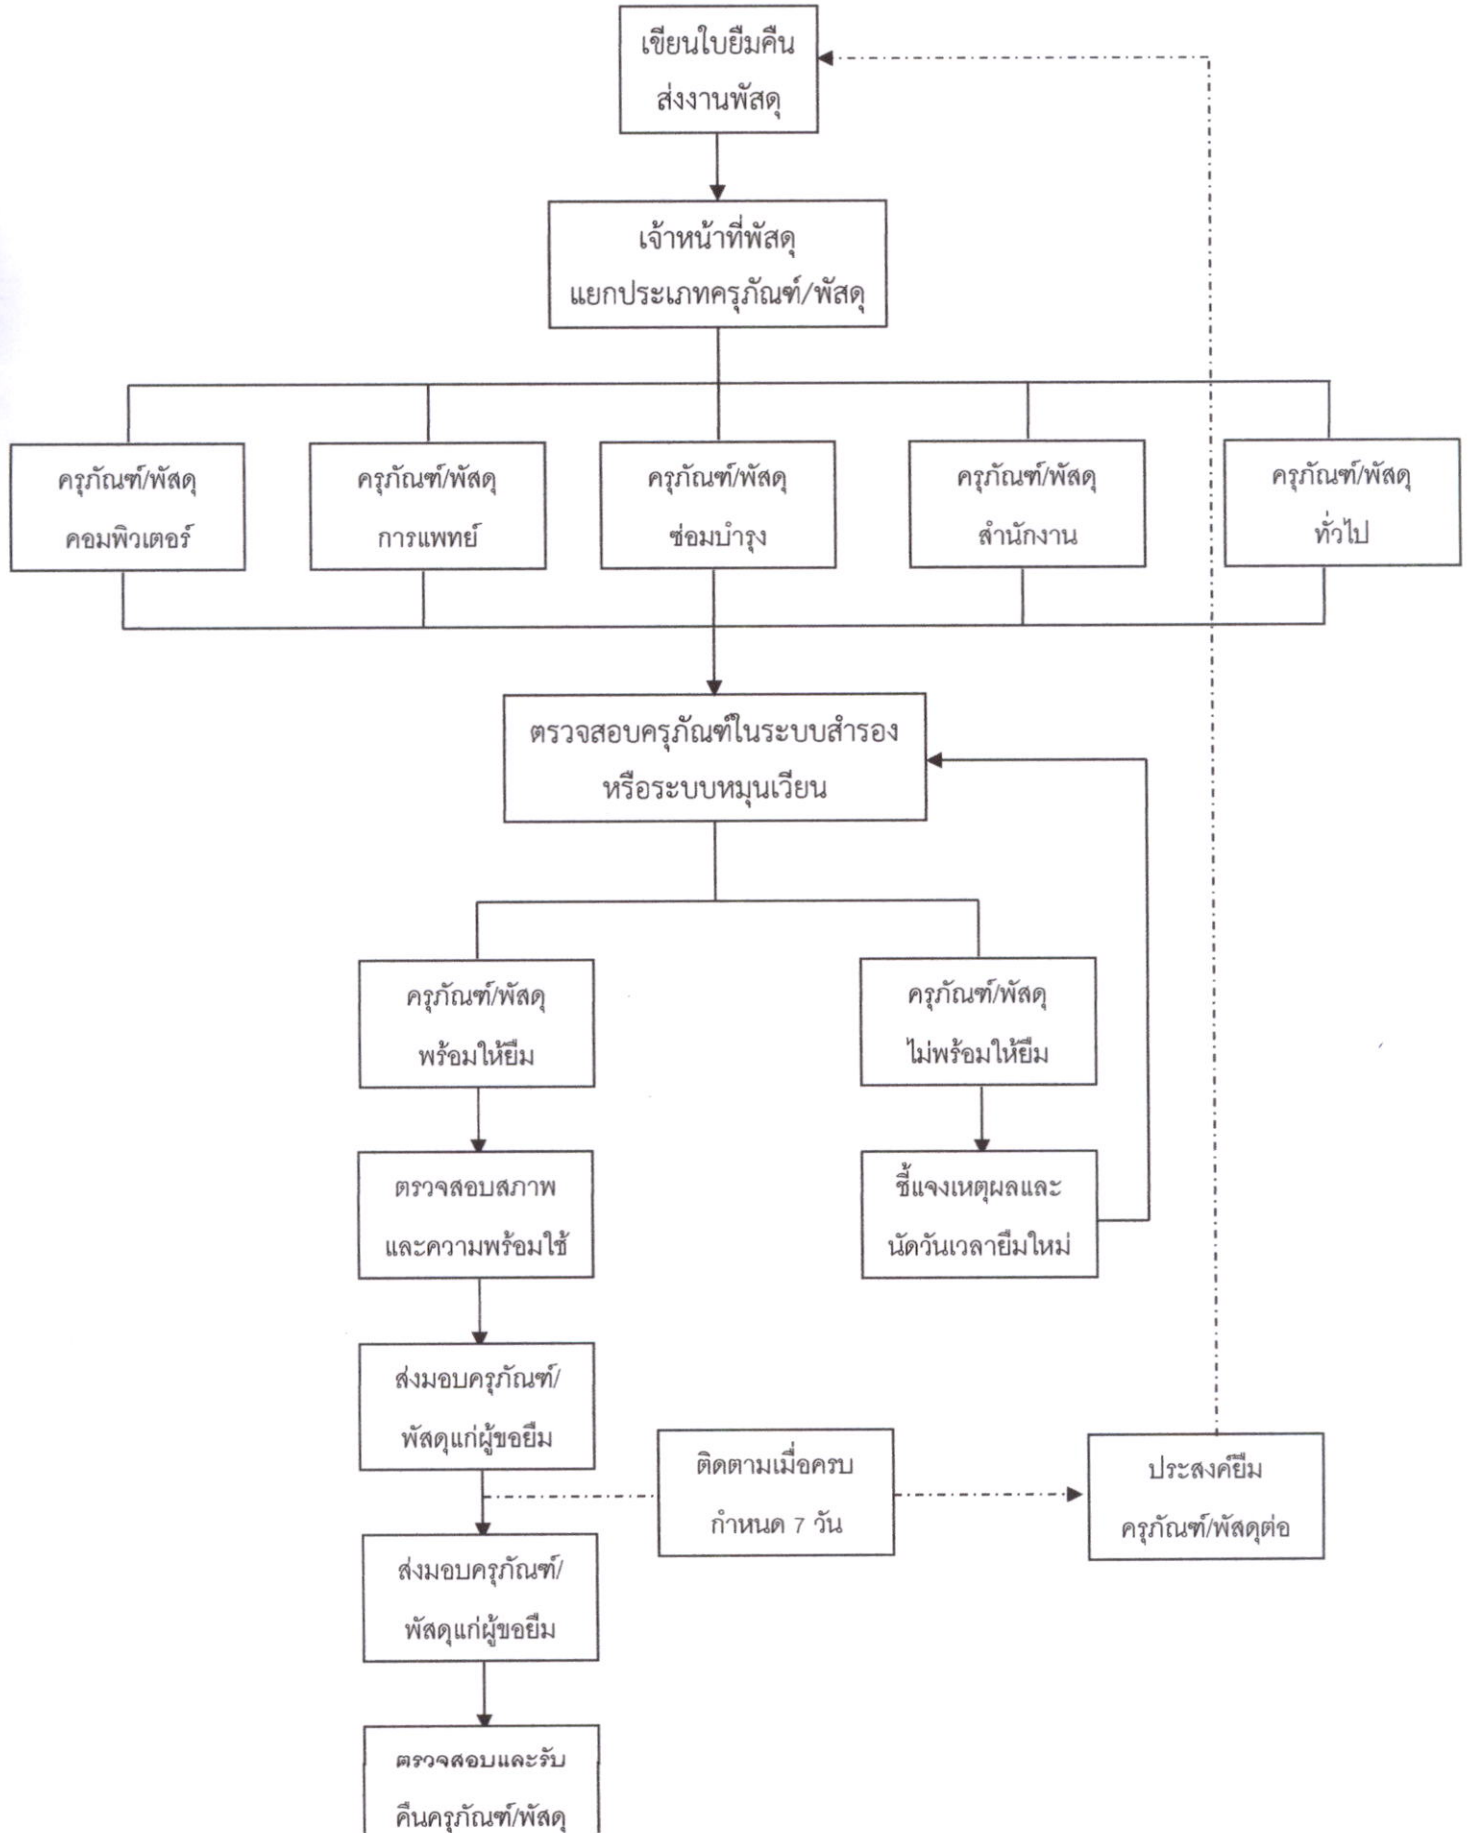 เขียนใบยืมคืน
ส่งงานพัสดุ
เจ้าหน้าที่พัสดุ
แยกประเภทครุภัณฑ์/พัสดุ
ครุภัณฑ์/พัสดุ
คอมพิวเตอร์
ครุภัณฑ์/พัสดุ
การแพทย์
ครุภัณฑ์/พัสดุ
ซ่อมบำรุง
ครุภัณฑ์/พัสดุ
สำนักงาน
ครุภัณฑ์/พัสดุ
ทั่วไป
ตรวจสอบครุภัณฑ์ในระบบสำรอง
หรือระบบหมุนเวียน
ครุภัณฑ์/พัสดุ
พร้อมให้ยืม
ครุภัณฑ์/พัสดุ
ไม่พร้อมให้ยืม
ตรวจสอบสภาพ
และความพร้อมใช้
ชี้แจงเหตุผลและ
นัดวันเวลายืมใหม่
ส่งมอบครุภัณฑ์/
พัสดุแก่ผู้ขอยืม
ติดตามเมื่อครบ
กำหนด 7 วัน
ประสงค์ยืม
ครุภัณฑ์/พัสดุต่อ
ส่งมอบครุภัณฑ์/
พัสดุแก่ผู้ขอยืม
ตรวจสอบและรับ
คืนครุภัณฑ์/พัสดุ